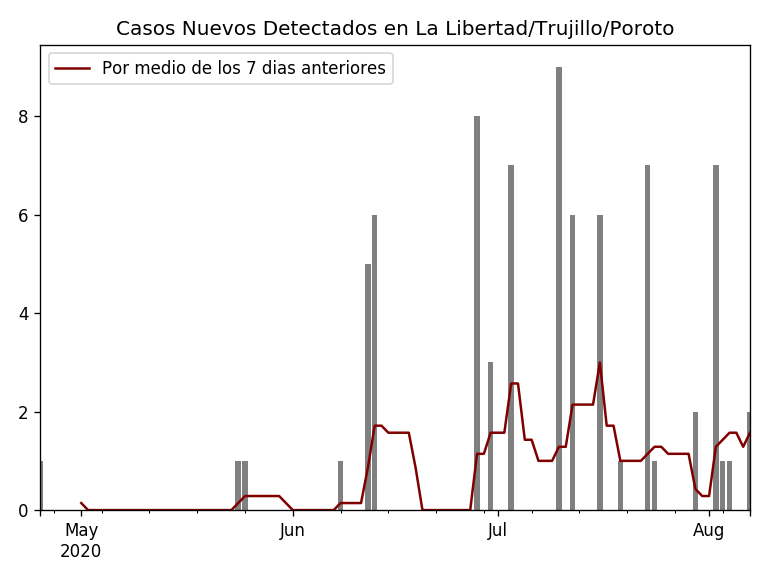 Casos Nuevos Detectados en La Libertad/Trujillo/Poroto
Por medio de los 7 dias anteriores
8
6
4
2
0
May
2020
Jun
Jul
Aug